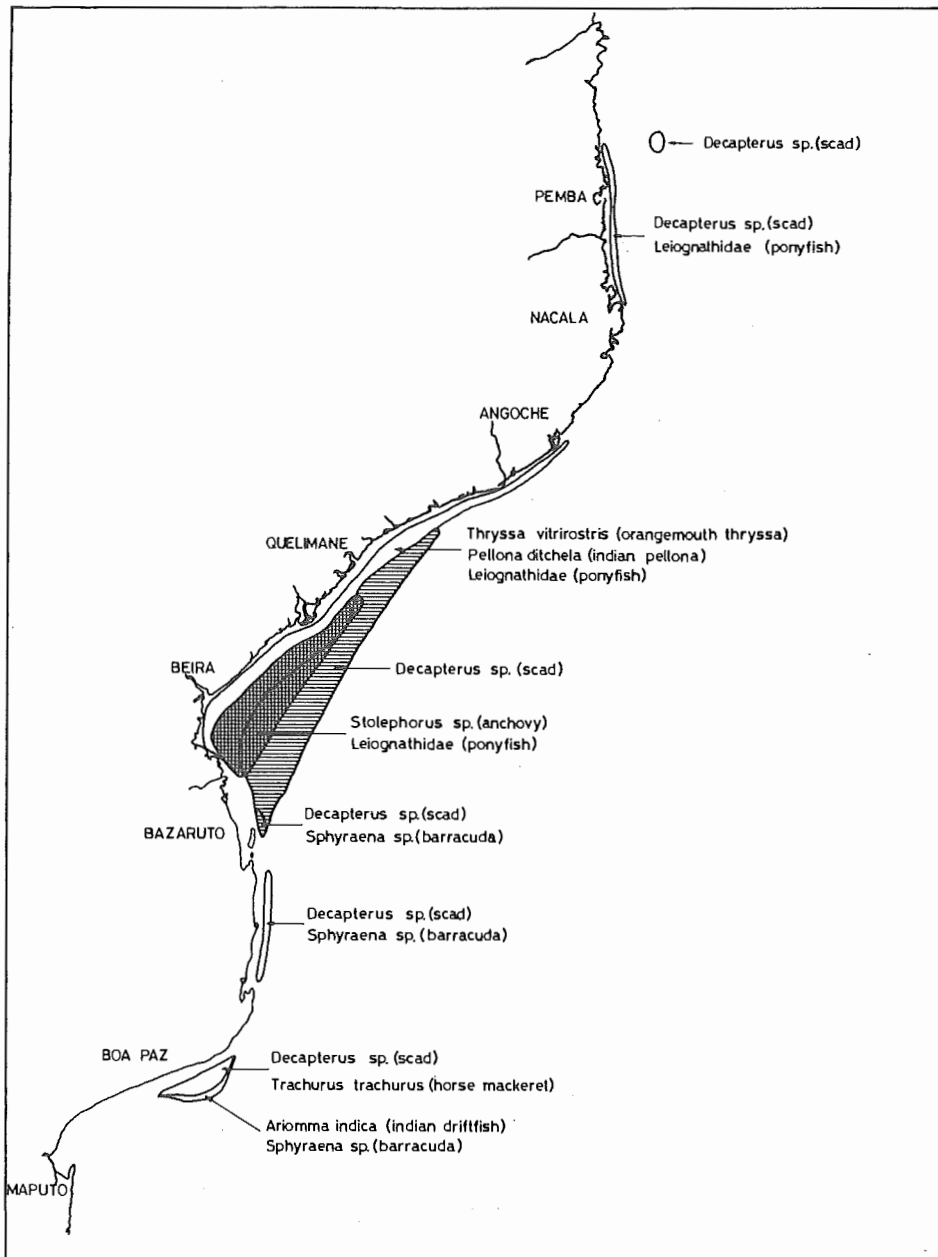 Decapterus sp. (scad)
PEMBA
Decapterus sp. (scad)
Leiognathidae (ponyfish)
NACALA
ANGOCHE
Thryssa vitrirostris (orangemouth thryssa)
QUELIMANE
Pellona ditchela (indian pellona)
Leiognathidae (ponyfish)
BEIRA
Decapterus sp. (scad)
Stolephorus sp. (anchovy)
Leiognathidae (ponyfish)
Decapterus sp. (scad)
BAZARUTO
Sphyraena sp. (barracuda)
Decapterus sp. (scad)
Sphyraena sp. (barracuda)
BOA PAZ
Decapterus sp. (scad)
Trachurus trachurus (horse mackerel)
Ariomma indica (indian driftfish)
Sphyraena sp. (barracuda)
MAPUTO